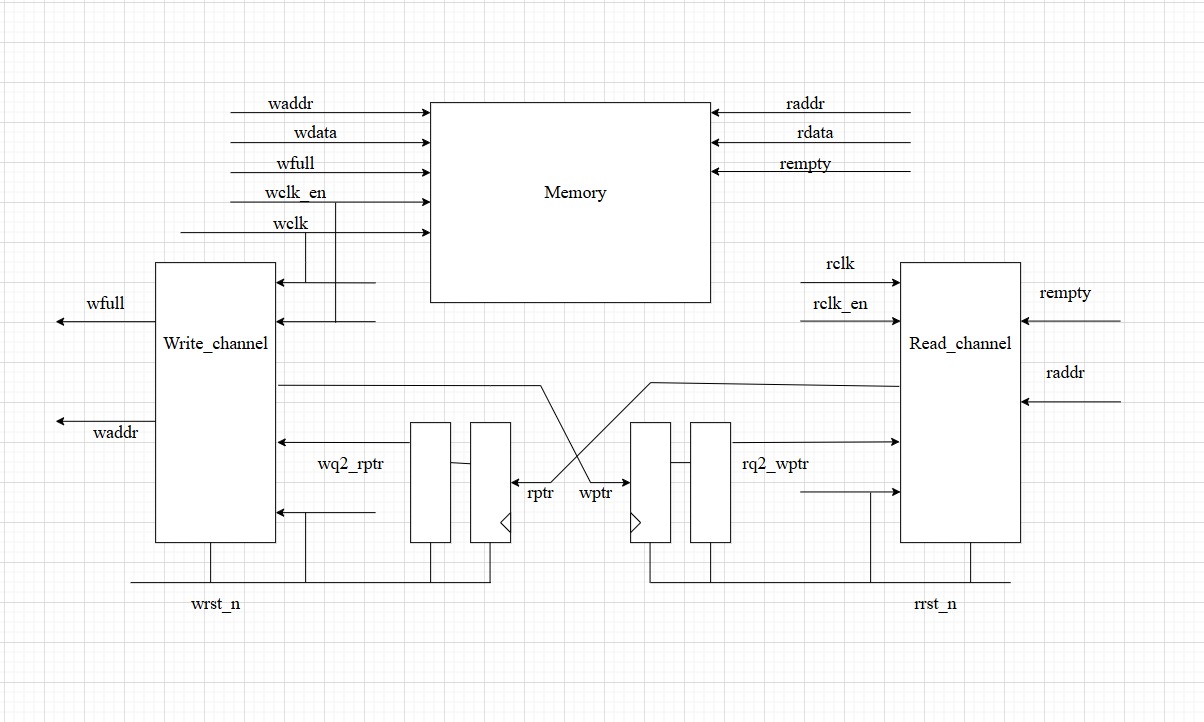 waddr
raddr
wdata
rdata
wfull
rempty
wclk_en
Memory
wclk
rclk
rempty
wfull
rclk_en
Write_channel
Read_channel
raddr
waddr
wq2_rptr
rq2_wptr
rptr
wptr
wrst_n
rrst_n